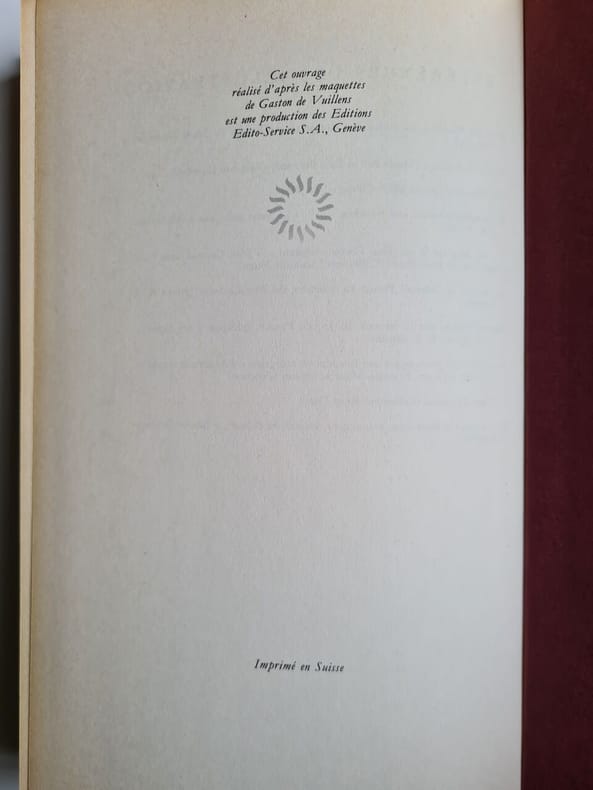 Cet ouvrage
réalisé d'après les maquettes
de Gaston de Vuillens
est une production des Editions
Edito-Service S.A., Genève
Imprimé en Suisse